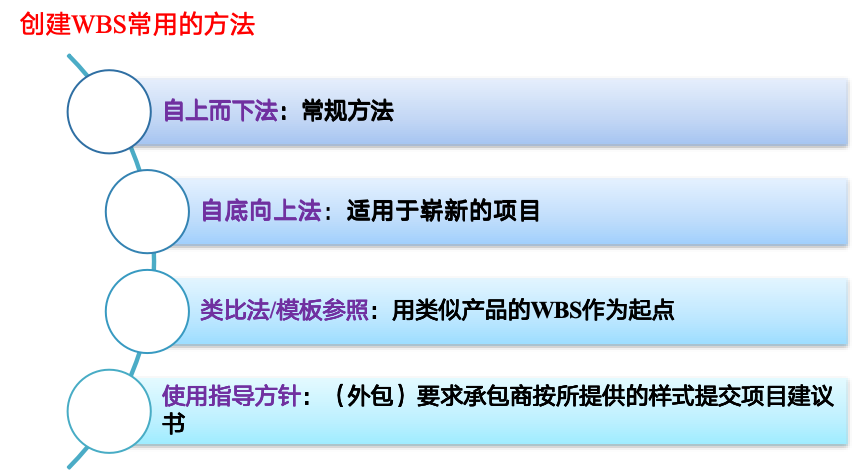 创建WBS常用的方法
自上而下法：常规方法
自底向上法：适用于崭新的项目
类比法/模板参照：用类似产品的WBS作为起点
使用指导方针：（外包）要求承包商按所提供的样式提交项目建议
书